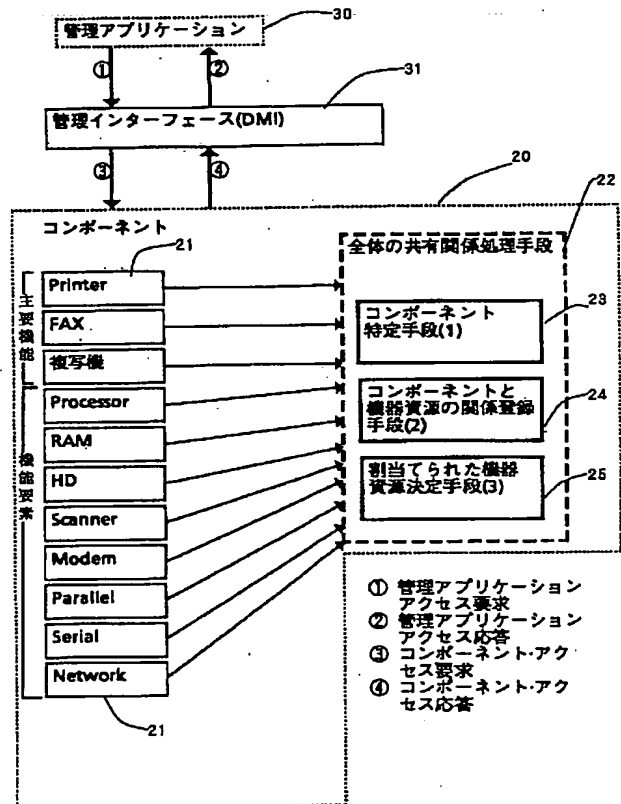 30
管理アプリケーション
①
②
31
管理インターフェース(DMI)
③
④
20
22
コンポーネント
21
全体の共有関係処理手段
主要機能
Printer
FAX
複写機
機能要素
Processor
RAM
HD
Scanner
Modem
Parallel
Serial
Network
21
コンポーネント
特定手段(1)
23
コンポーネントと
機器資源の関係登録
手段(2)
24
割当てられた機器
資源決定手段(3)
25
① 管理アプリケーション
アクセス要求
② 管理アプリケーション
アクセス応答
③ コンポーネント・アク
セス要求
④ コンポーネント・アク
セス応答